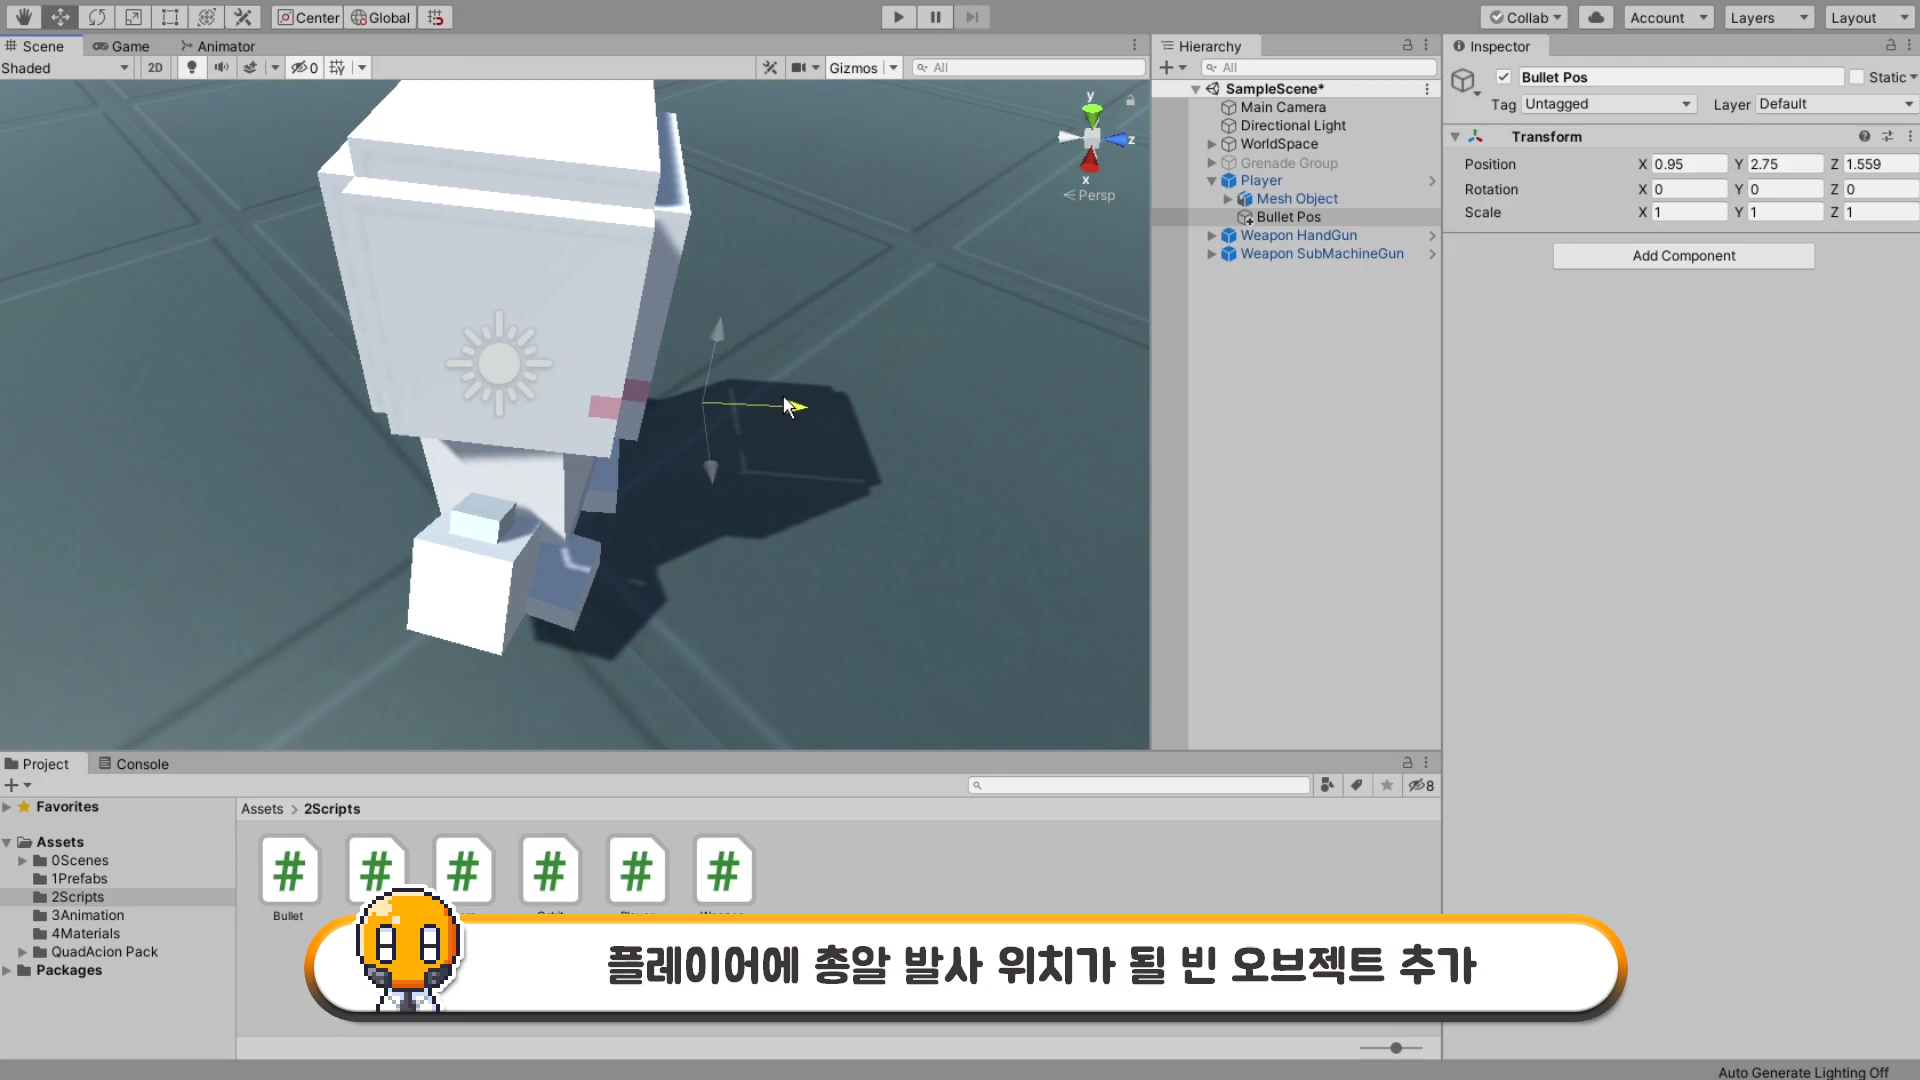 Center
Global
Collab
Account
Layers
Layout
Scene
Game
Animator
Shaded
2D
0
Gizmos
All
y
z
x
Persp
Hierarchy
All
SampleScene*
Main Camera
Directional Light
WorldSpace
Grenade Group
Player
Mesh Object
Bullet Pos
Weapon HandGun
Weapon SubMachineGun
Inspector
Bullet Pos
Static
Tag Untagged
Layer Default
Transform
Position X 0.95 Y 2.75 Z 1.559
Rotation X 0 Y 0 Z 0
Scale X 1 Y 1 Z 1
Add Component
Project
Console
8
Favorites
Assets
0Scenes
1Prefabs
2Scripts
3Animation
4Materials
QuadAcion Pack
Packages
Assets > 2Scripts
Bullet
플레이어에 총알 발사 위치가 될 빈 오브젝트 추가
Auto Generate Lighting Off